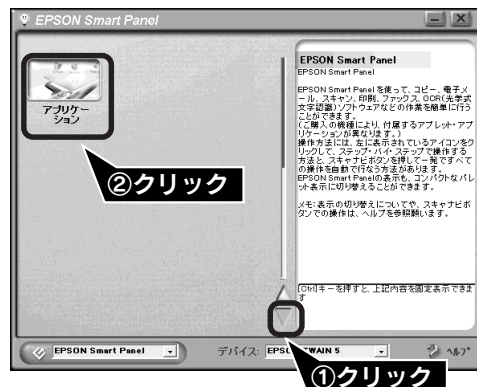 EPSON Smart Panel
アプリケー
ション
②クリック
EPSON Smart Panel
EPSON Smart Panel
EPSON Smart Panel を使って、コピー、電子メ
ール、スキャン、印刷、ファックス、OCR(光学式
文字認識)ソフトウェアなどの作業を簡単に行う
ことができます。
(ご購入の機種により、付属するアプレット・アプ
リケーションが異なります。)
操作方法には、左に表示されているアイコンをク
リックして、ステップ・バイ・ステップで操作する
方法と、スキャナビボタンを押して一発ですべて
の操作を自動で行なう方法があります。
EPSON Smart Panelの表示も、コンパクトなパレ
ット表示に切り替えることができます。
メモ:表示の切り替えについてや、スキャナビボ
タンでの操作は、ヘルプを参照願います。
[Ctrl]キーを押すと、上記内容を固定表示できま
す
EPSON Smart Panel
デバイス:
EPSO TWAIN 5
ヘルプ
①クリック